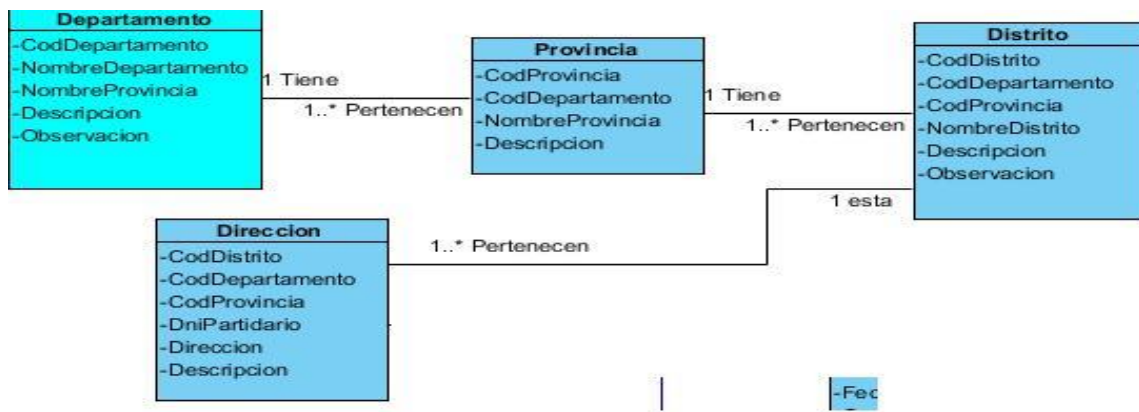 Departamento
-CodDepartamento
-NombreDepartamento
-NombreProvincia
-Descripcion
-Observacion
1 Tiene
1..* Pertenecen
Provincia
-CodProvincia
-CodDepartamento
-NombreProvincia
-Descripcion
1 Tiene
1..* Pertenecen
Distrito
-CodDistrito
-CodDepartamento
-CodProvincia
-NombreDistrito
-Descripcion
-Observacion
1 esta
1..* Pertenecen
Direccion
-CodDistrito
-CodDepartamento
-CodProvincia
-DniPartidario
-Direccion
-Descripcion